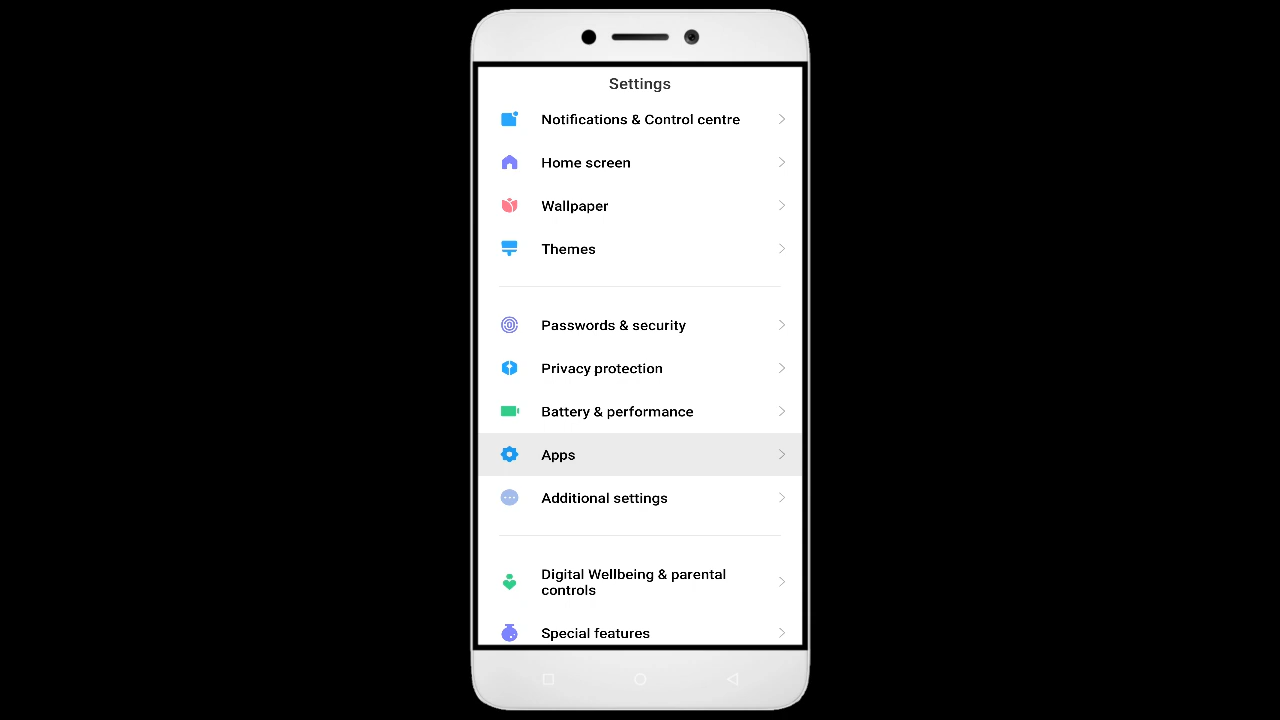 Settings
Notifications & Control centre
Home screen
Wallpaper
Themes
Passwords & security
Privacy protection
Battery & performance
Apps
Additional settings
Digital Wellbeing & parental
controls
Special features